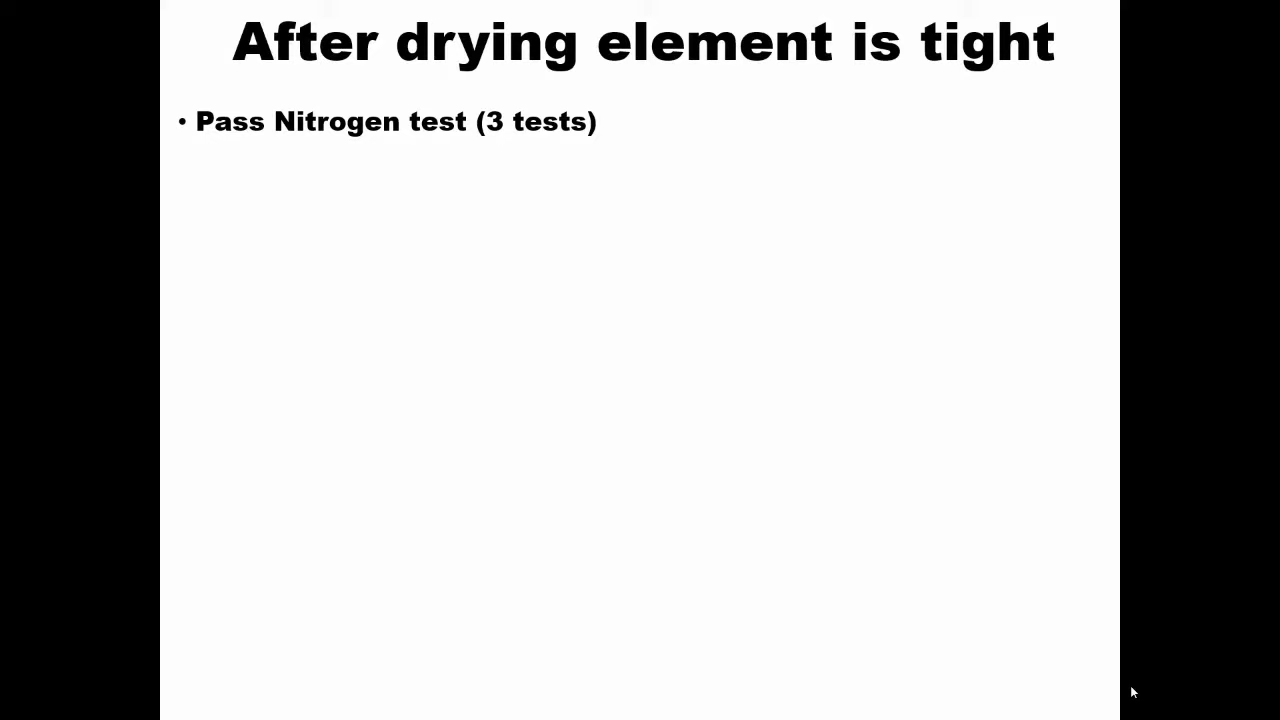 After drying element is tight
• Pass Nitrogen test (3 tests)